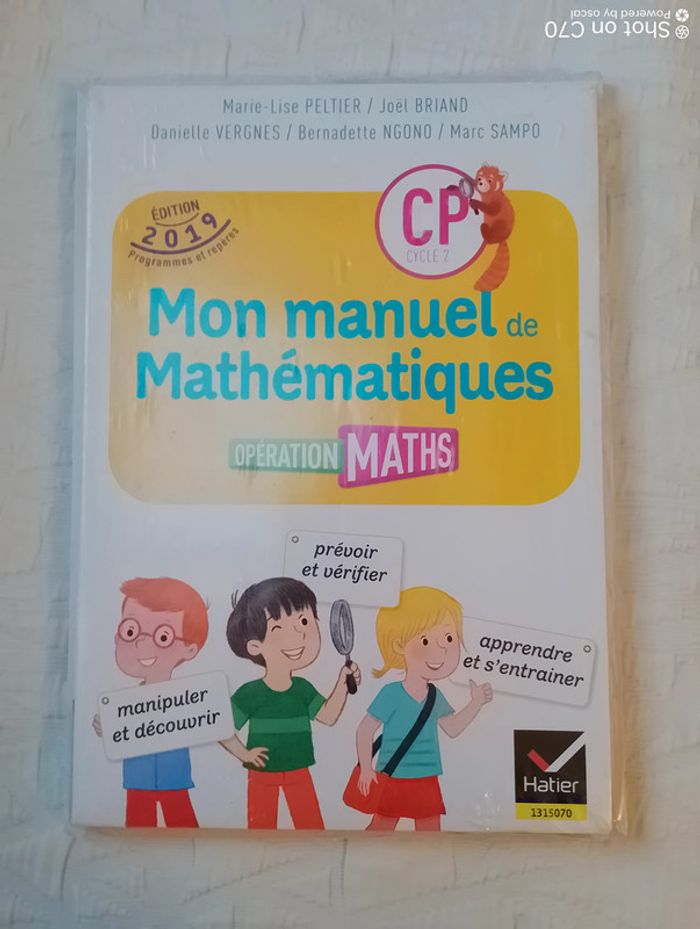 Shot on C70
Powered by oscal
Marie-Lise PELTIER / Joël BRIAND
Danielle VERGNES / Bernadette NGONO / Marc SAMPO
ÉDITION
2019
Programmes et repères
CP
CYCLE 2
Mon manuel de
Mathématiques
OPÉRATION MATHS
prévoir
et vérifier
apprendre
et s'entrainer
manipuler
et découvrir
Hatier
1315070